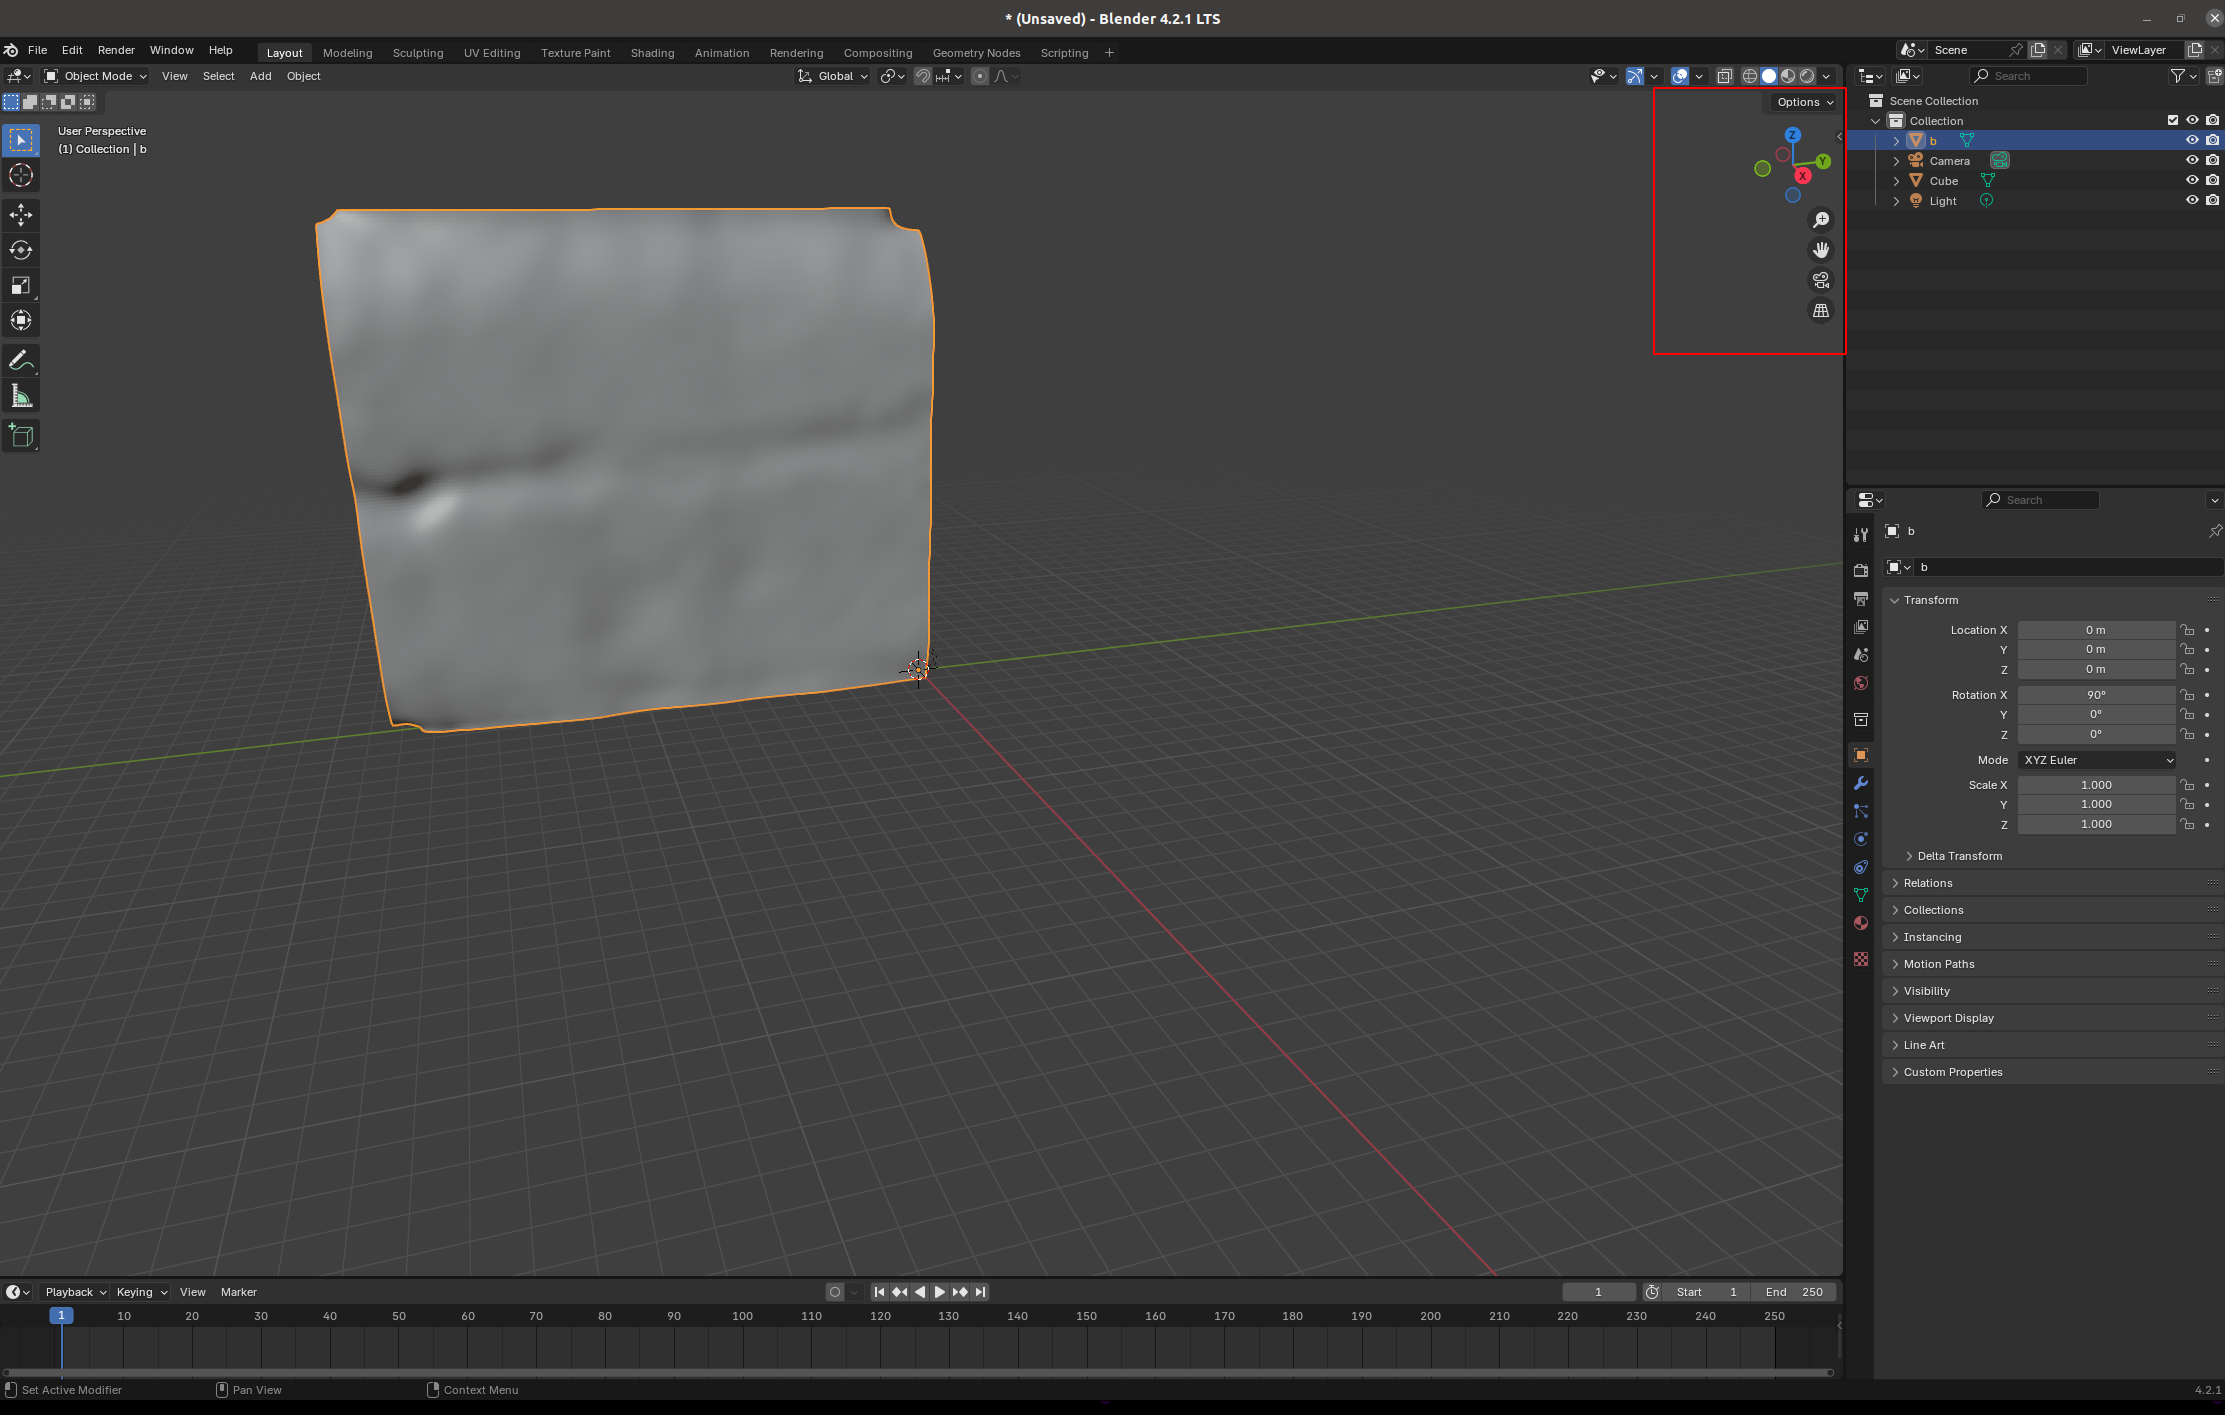 * (Unsaved) - Blender 4.2.1 LTS
File Edit Render Window Help
Layout Modeling Sculpting UV Editing Texture Paint Shading Animation Rendering Compositing Geometry Nodes Scripting +
Scene
ViewLayer
Object Mode View Select Add Object
Global
Search
Options
User Perspective
(1) Collection | b
Z
Y
X
Scene Collection
Collection
b
Camera
Cube
Light
Search
b
b
Transform
Location X 0 m
Y 0 m
Z 0 m
Rotation X 90°
Y 0°
Z 0°
Mode XYZ Euler
Scale X 1.000
Y 1.000
Z 1.000
Delta Transform
Relations
Collections
Instancing
Motion Paths
Visibility
Viewport Display
Line Art
Custom Properties
Playback Keying View Marker
1 Start 1 End 250
1 10 20 30 40 50 60 70 80 90 100 110 120 130 140 150 160 170 180 190 200 210 220 230 240 250
Set Active Modifier Pan View Context Menu
4.2.1